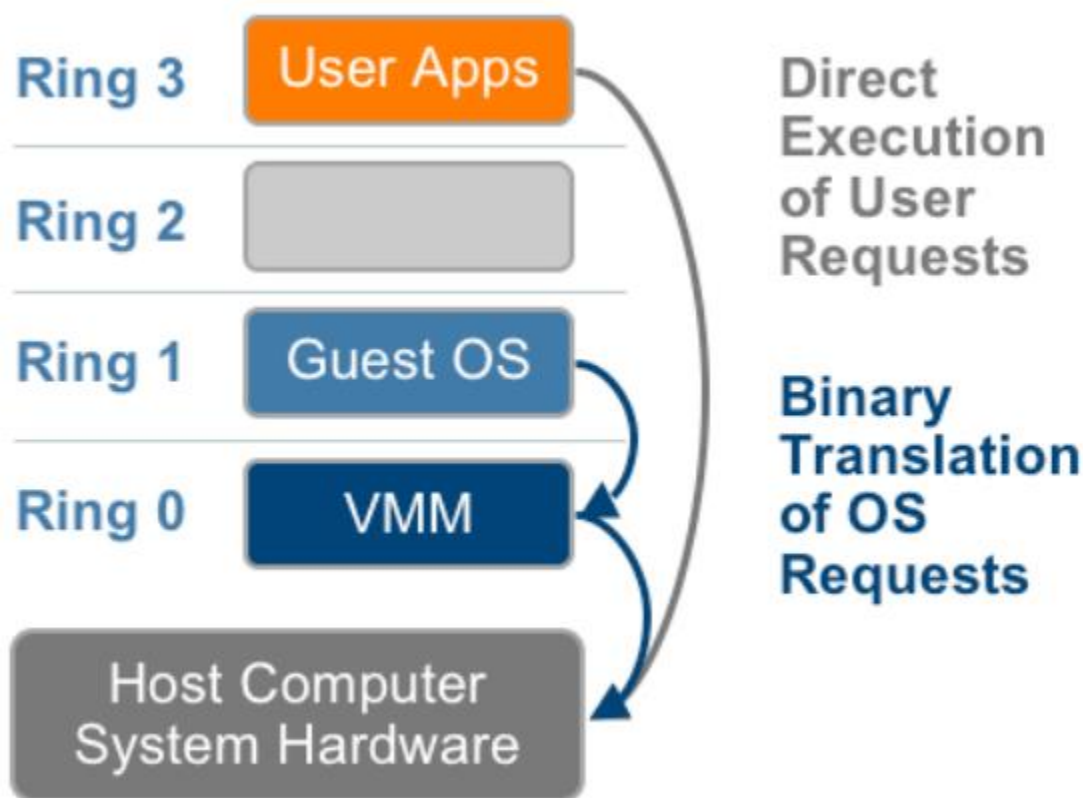 Ring 3
User Apps
Ring 2
Ring 1
Guest OS
Ring 0
VMM
Host Computer
System Hardware
Direct
Execution
of User
Requests
Binary
Translation
of OS
Requests